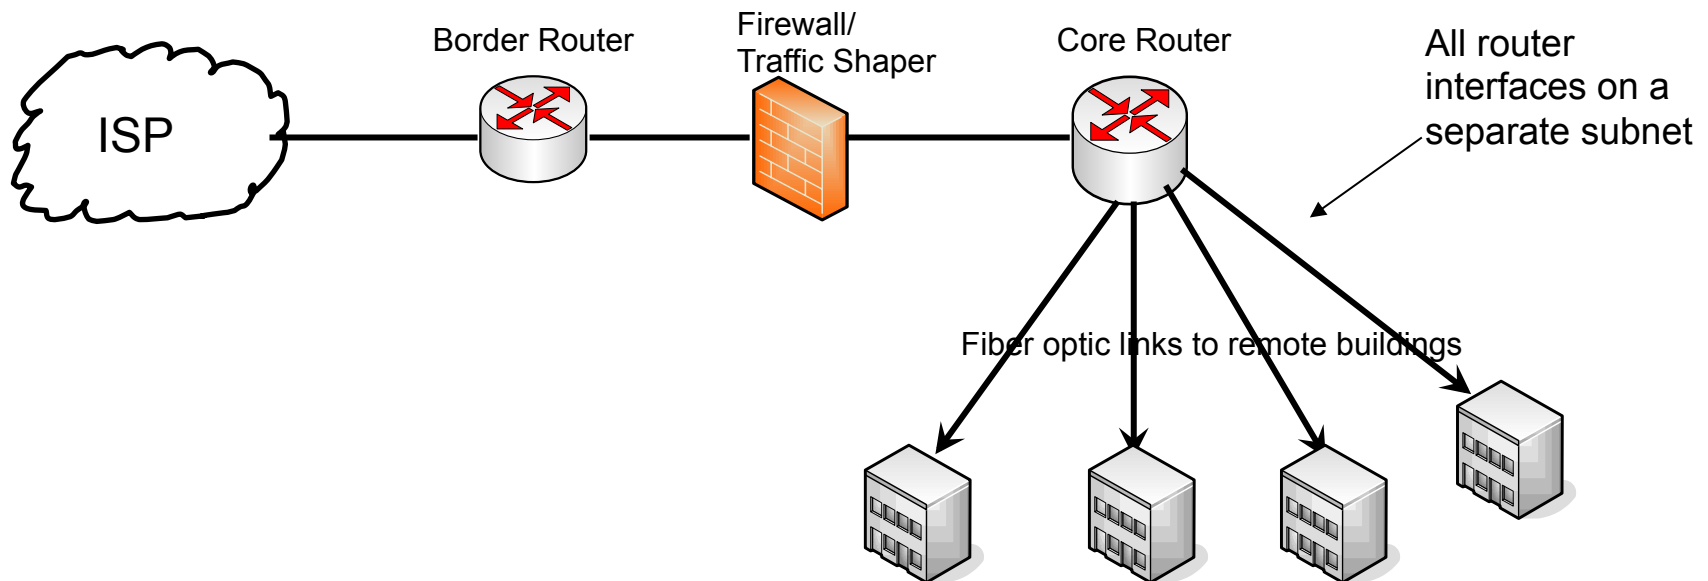 ISP
Border Router
Firewall/
Traffic Shaper
Core Router
All router
interfaces on a
separate subnet
Fiber optic links to remote buildings